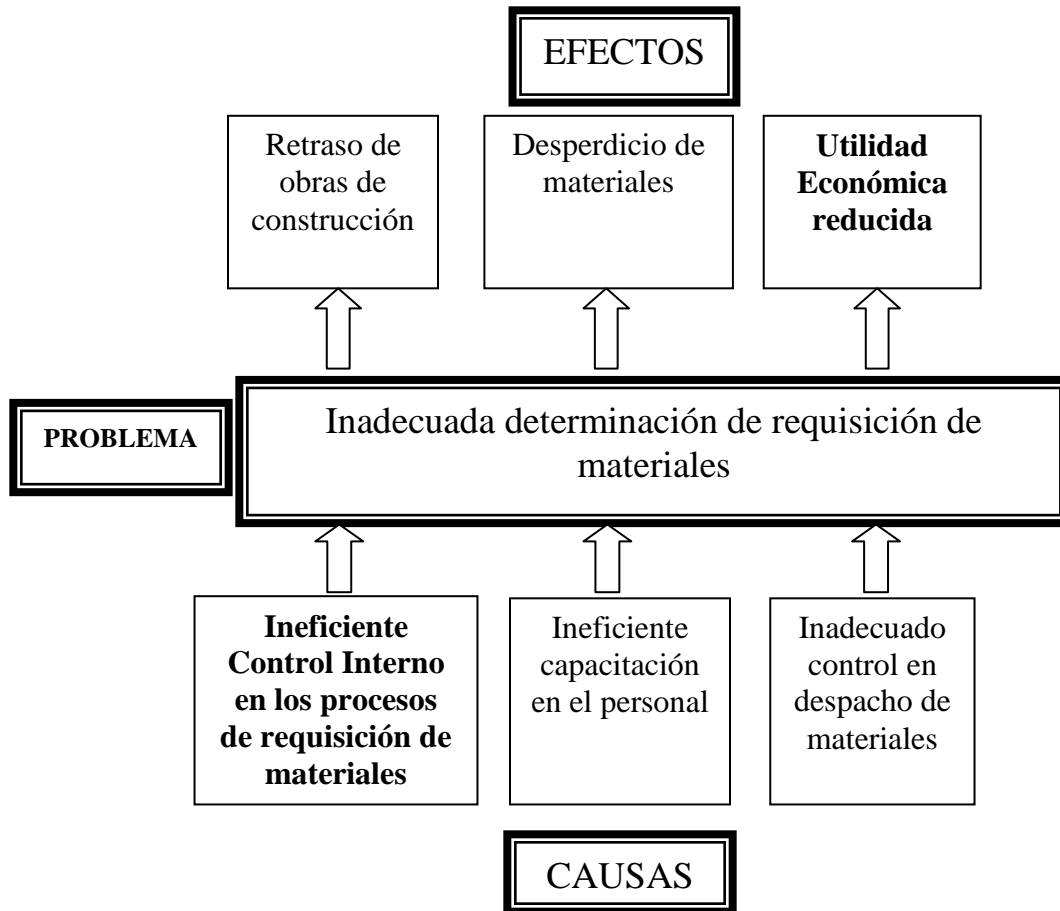 EFECTOS
Retraso de
obras de
construcción
Desperdicio de
materiales
Utilidad
Económica
reducida
PROBLEMA
Inadecuada determinación de requisición de
materiales
Ineficiente
Control Interno
en los procesos
de requisición de
materiales
Ineficiente
capacitación
en el personal
Inadecuado
control en
despacho de
materiales
CAUSAS